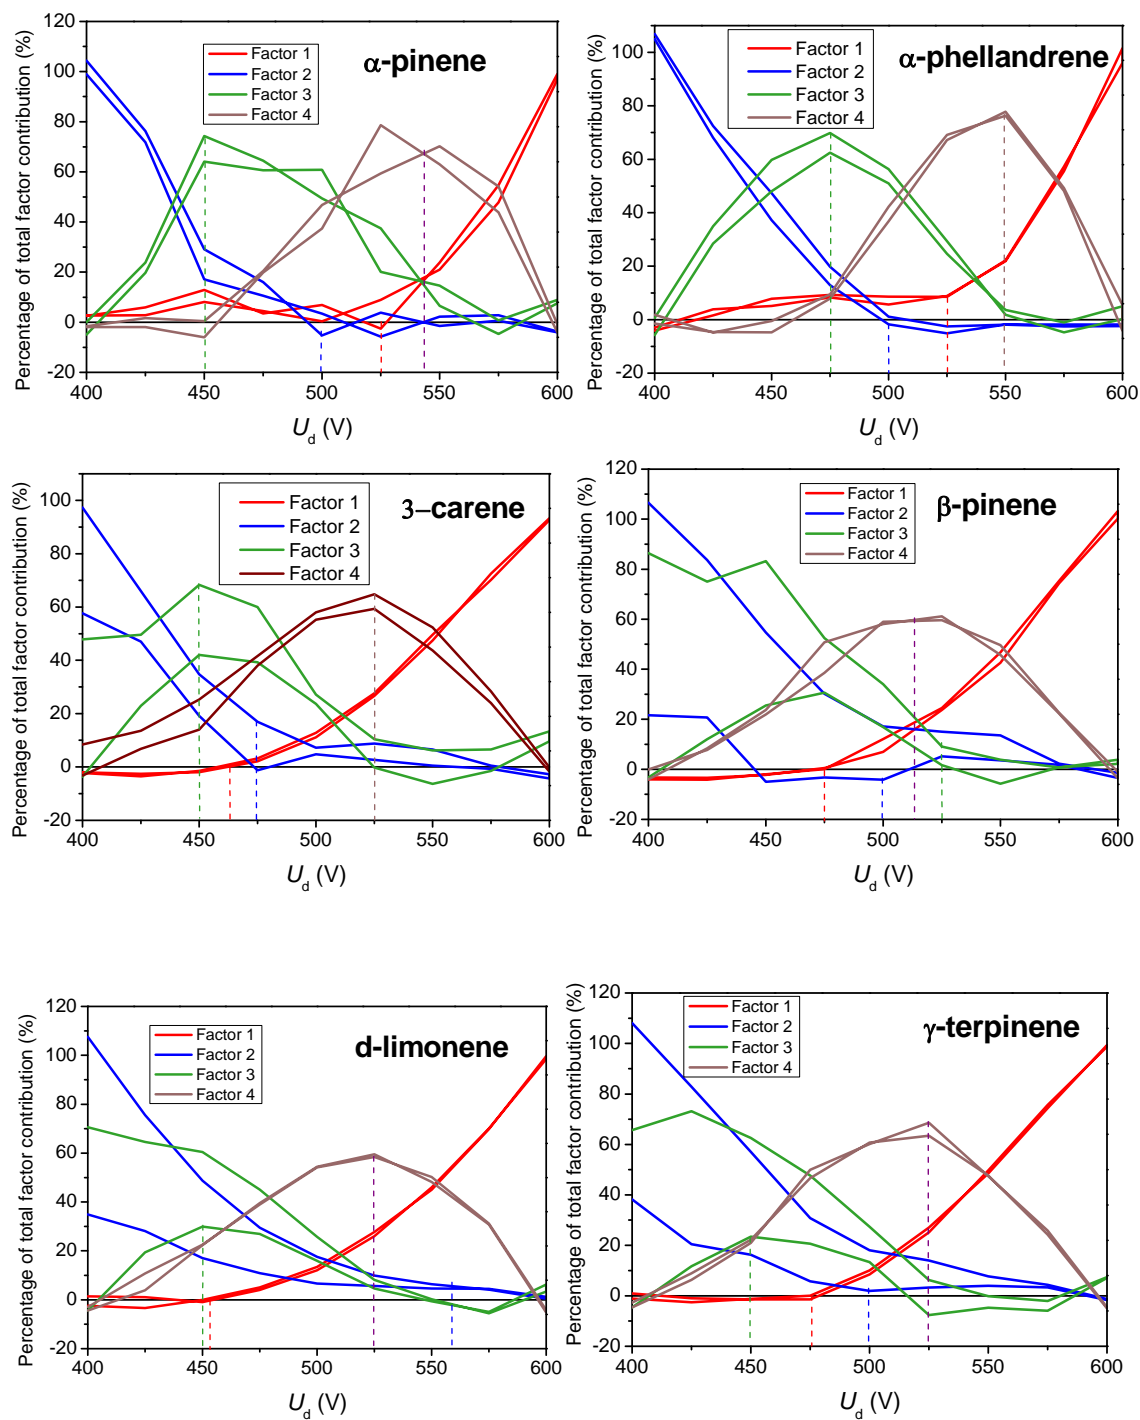 Percentage of total factor contribution (%)
120
100
80
60
40
20
0
-20
Factor 1
Factor 2
Factor 3
Factor 4
α-pinene
400
450
500
550
600
U_d (V)
Percentage of total factor contribution (%)
100
80
60
40
20
0
-20
Factor 1
Factor 2
Factor 3
Factor 4
α-phellandrene
400
450
500
550
600
U_d (V)
Percentage of total factor contribution (%)
100
80
60
40
20
0
-20
Factor 1
Factor 2
Factor 3
Factor 4
3-carene
400
450
500
550
600
U_d (V)
Percentage of total factor contribution (%)
120
100
80
60
40
20
0
-20
Factor 1
Factor 2
Factor 3
Factor 4
β-pinene
400
450
500
550
600
U_d (V)
Percentage of total factor contribution (%)
120
100
80
60
40
20
0
-20
Factor 1
Factor 2
Factor 3
Factor 4
d-limonene
400
450
500
550
600
U_d (V)
Percentage of total factor contribution (%)
120
100
80
60
40
20
0
-20
Factor 1
Factor 2
Factor 3
Factor 4
γ-terpinene
400
450
500
550
600
U_d (V)